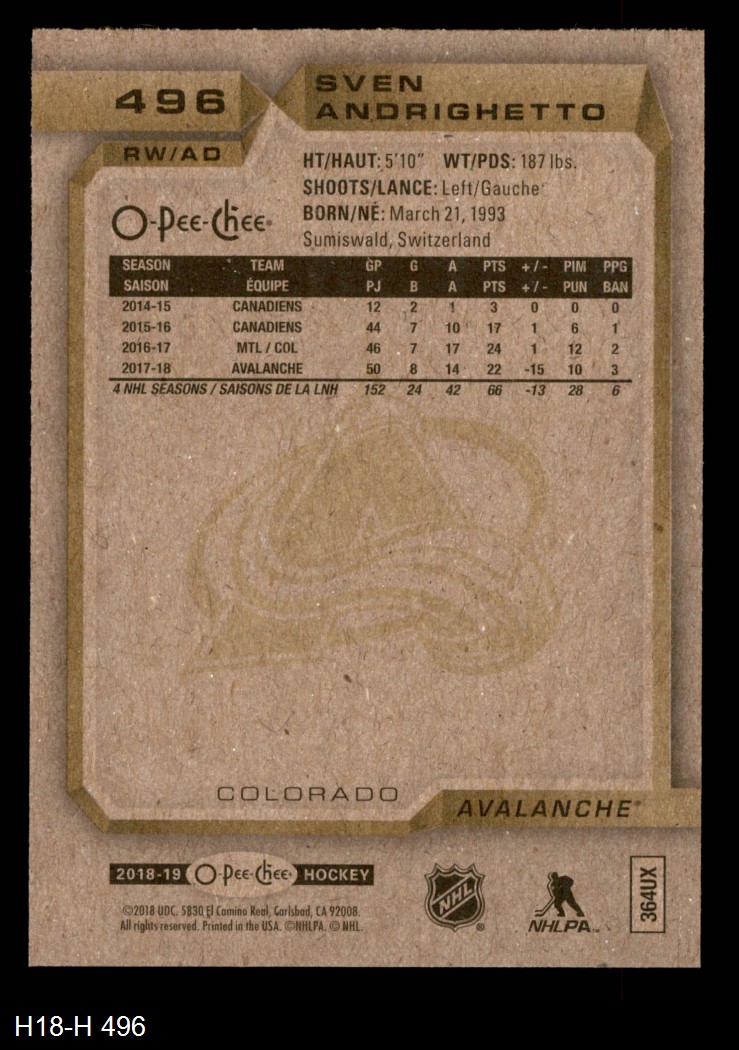 496
SVEN
ANDRIGHETTO
RW/AD
HT/HAUT: 5'10" WT/PDS: 187 lbs.
SHOOTS/LANCE: Left/Gauche
BORN/NÉ: March 21, 1993
Sumiswald, Switzerland
O-Pee-Chee
SEASON TEAM GP G A PTS +/- PIM PPG
SAISON ÉQUIPE PJ B A PTS +/- PUN BAN
2014-15 CANADIENS 12 2 1 3 0 0 0
2015-16 CANADIENS 44 7 10 17 1 6 1
2016-17 MTL / COL 46 7 17 24 1 12 2
2017-18 AVALANCHE 50 8 14 22 -15 10 3
4 NHL SEASONS / SAISONS DE LA LNH 152 24 42 66 -13 28 6
COLORADO
AVALANCHE
2018-19 O-Pee-Chee HOCKEY
©2018 UDC. 5830 El Camino Real, Carlsbad, CA 92008.
All rights reserved. Printed in the USA. ©NHLPA. © NHL.
NHL ®
NHLPA™
364UX
H18-H 496